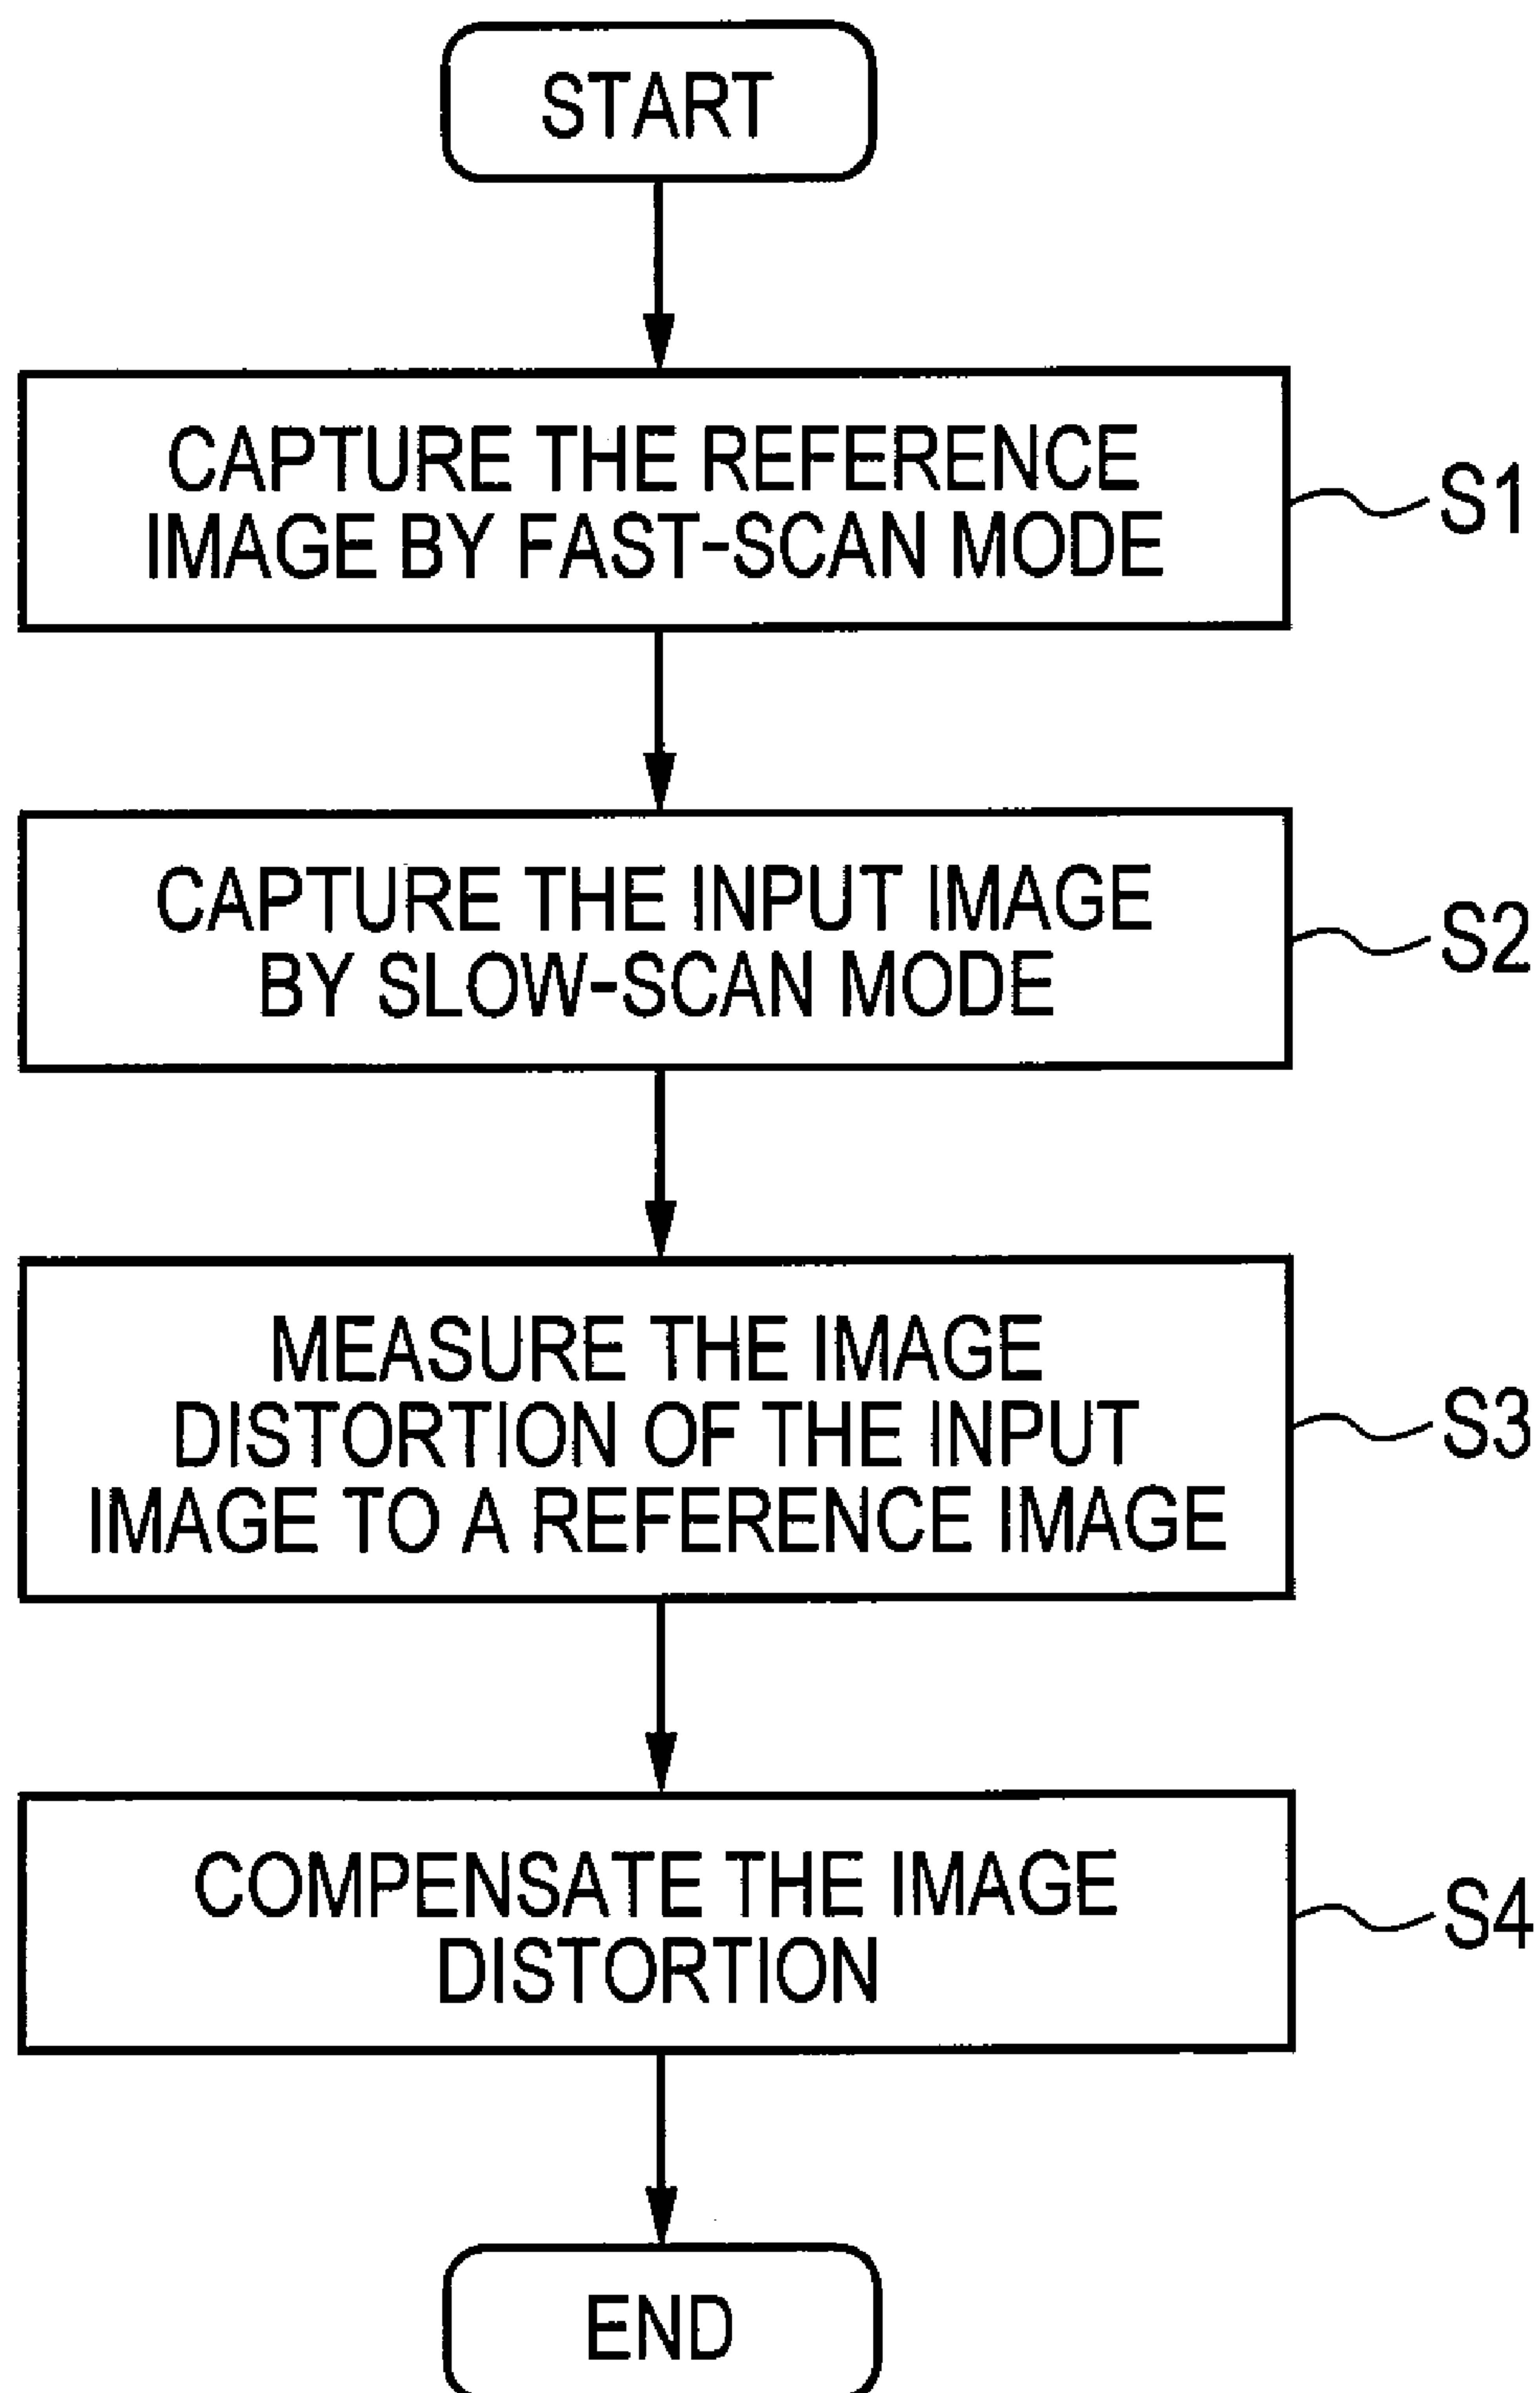 START
CAPTURE THE REFERENCE
IMAGE BY FAST-SCAN MODE
S1
CAPTURE THE INPUT IMAGE
BY SLOW-SCAN MODE
S2
MEASURE THE IMAGE
DISTORTION OF THE INPUT
IMAGE TO A REFERENCE IMAGE
S3
COMPENSATE THE IMAGE
DISTORTION
S4
END